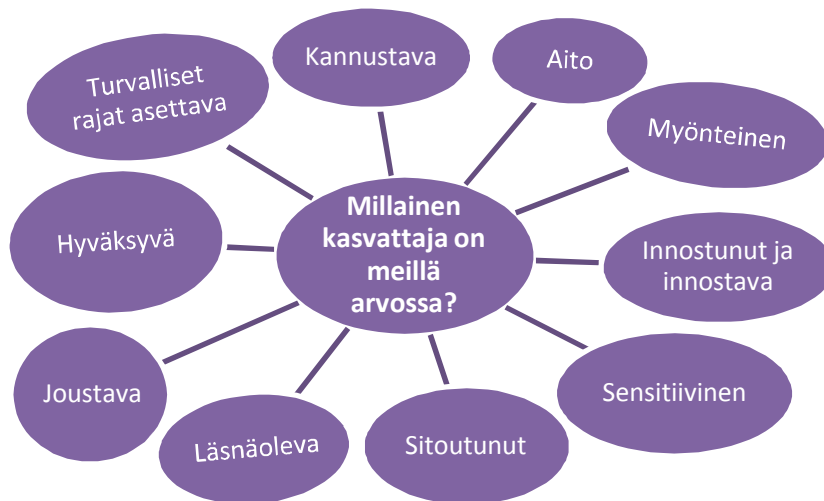 Kannustava
Aito
Turvalliset
rajat asettava
Myönteinen
Millainen
kasvattaja on
meillä
arvossa?
Hyväksyvä
Innostunut ja
innostava
Joustava
Sensitiivinen
Läsnäoleva
Sitoutunut